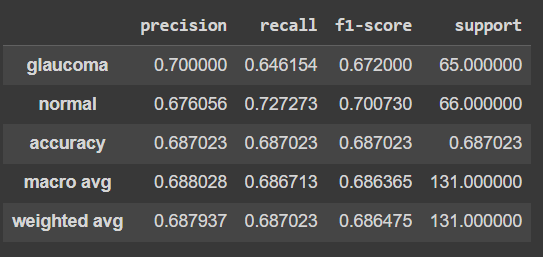 precision recall f1-score support
glaucoma 0.700000 0.646154 0.672000 65.000000
normal 0.676056 0.727273 0.700730 66.000000
accuracy 0.687023 0.687023 0.687023 0.687023
macro avg 0.688028 0.686713 0.686365 131.000000
weighted avg 0.687937 0.687023 0.686475 131.000000